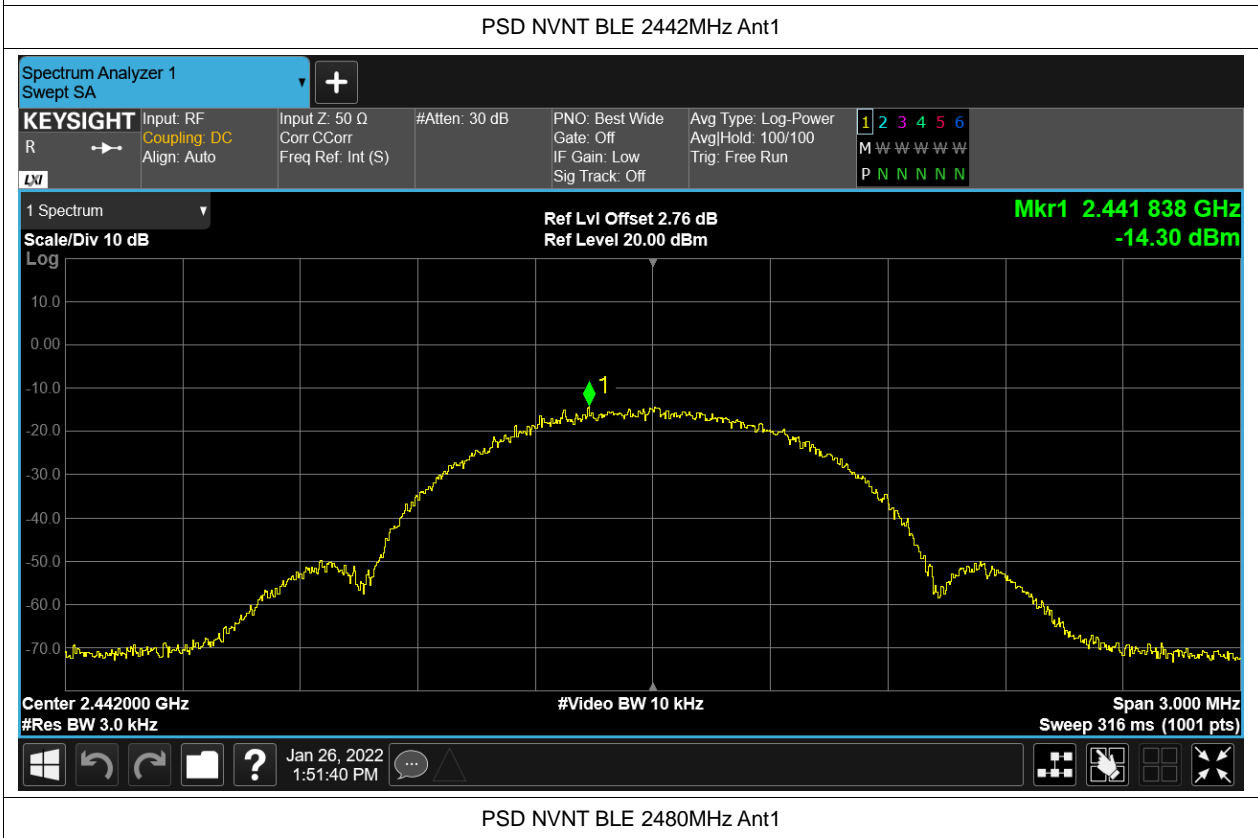 PSD NVNT BLE 2442MHz Ant1
Spectrum Analyzer 1
Swept SA
KEYSIGHT
R
LXI
Input: RF
Coupling: DC
Align: Auto
Input Z: 50 Ω
Corr CCorr
Freq Ref: Int (S)
#Atten: 30 dB
PNO: Best Wide
Gate: Off
IF Gain: Low
Sig Track: Off
Avg Type: Log-Power
Avg|Hold: 100/100
Trig: Free Run
1 2 3 4 5 6
M W W W W W
P N N N N N
1 Spectrum
Scale/Div 10 dB
Ref Lvl Offset 2.76 dB
Ref Level 20.00 dBm
Mkr1 2.441 838 GHz
-14.30 dBm
Log
10.0
0.00
-10.0
-20.0
-30.0
-40.0
-50.0
-60.0
-70.0
1
Center 2.442000 GHz
#Res BW 3.0 kHz
#Video BW 10 kHz
Span 3.000 MHz
Sweep 316 ms (1001 pts)
?
Jan 26, 2022
1:51:40 PM
PSD NVNT BLE 2480MHz Ant1